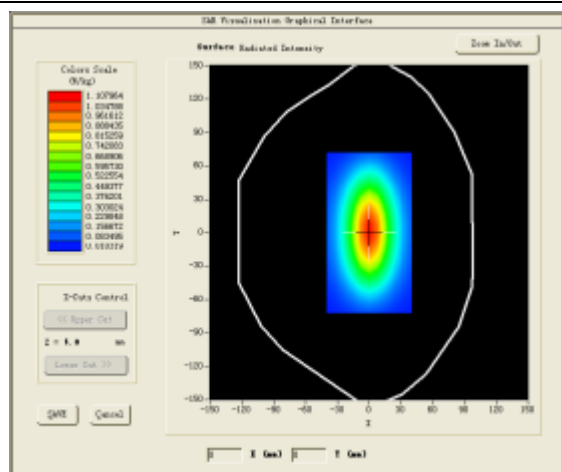 SAR Visualisation Graphical Interface
Surface Radiated Intensity
Zoom In/Out
Colors Scale
(W/kg)
1.107964
1.034788
0.961612
0.888435
0.815259
0.742083
0.668906
0.595730
0.522554
0.449377
0.376201
0.303024
0.229848
0.156672
0.083495
0.010319
Z-Cuts Control
<< Upper Cut
Z = 5.0 mm
Lower Cut >>
SAVE
Cancel
150
120
90
60
30
0
-30
-60
-90
-120
-150
Y
-150 -120 -90 -60 -30 0 30 60 90 120 150
X
0 X (mm) 0 Y (mm)